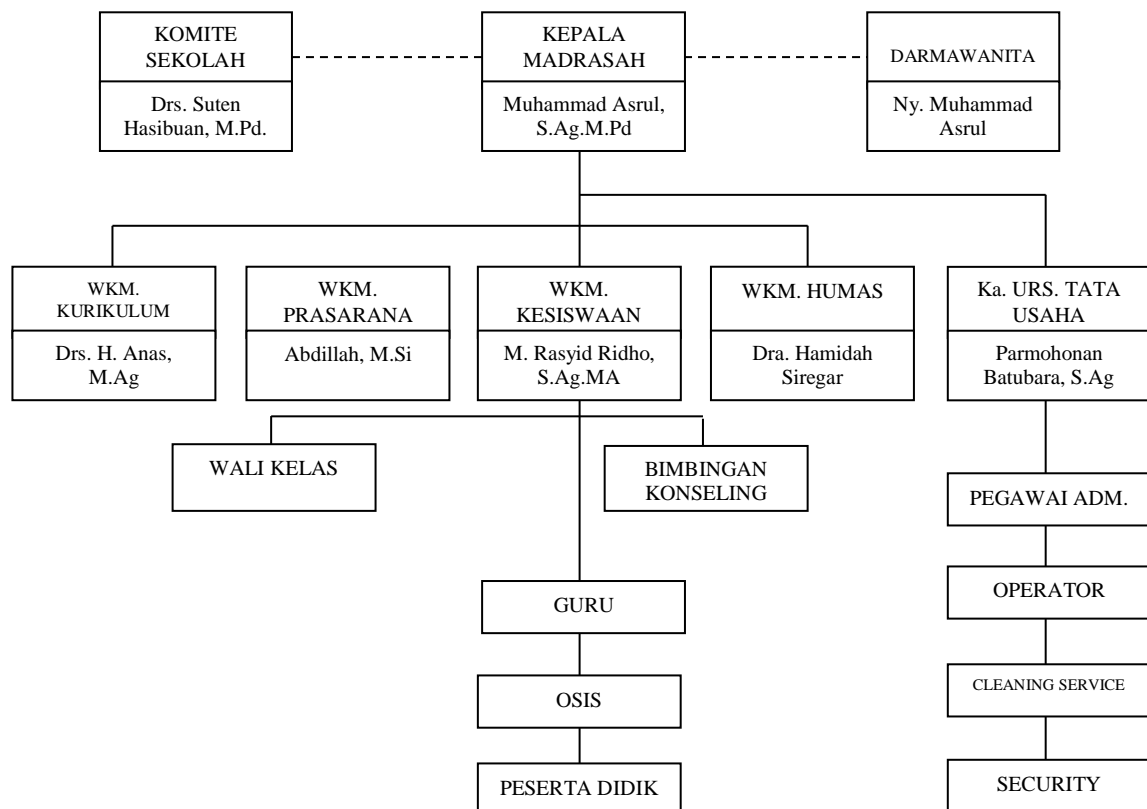 KOMITE
SEKOLAH
Drs. Suten
Hasibuan, M.Pd.
KEPALA
MADRASAH
Muhammad Asrul,
S.Ag.M.Pd
DARMAWANITA
Ny. Muhammad
Asrul
WKM.
KURIKULUM
Drs. H. Anas,
M.Ag
WKM.
PRASARANA
Abdillah, M.Si
WKM.
KESISWAAN
M. Rasyid Ridho,
S.Ag.MA
WKM. HUMAS
Dra. Hamidah
Siregar
Ka. URS. TATA
USAHA
Parmohonan
Batubara, S.Ag
WALI KELAS
BIMBINGAN
KONSELING
PEGAWAI ADM.
GURU
OPERATOR
OSIS
CLEANING SERVICE
PESERTA DIDIK
SECURITY